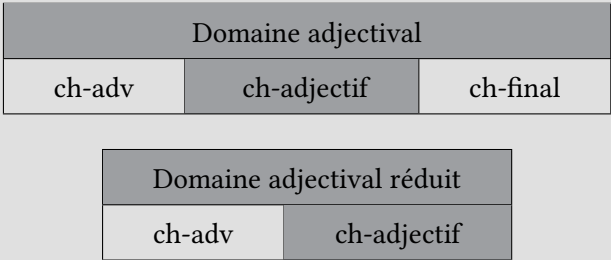 Domaine adjectival
ch-adv ch-adjectif ch-final
Domaine adjectival réduit
ch-adv ch-adjectif